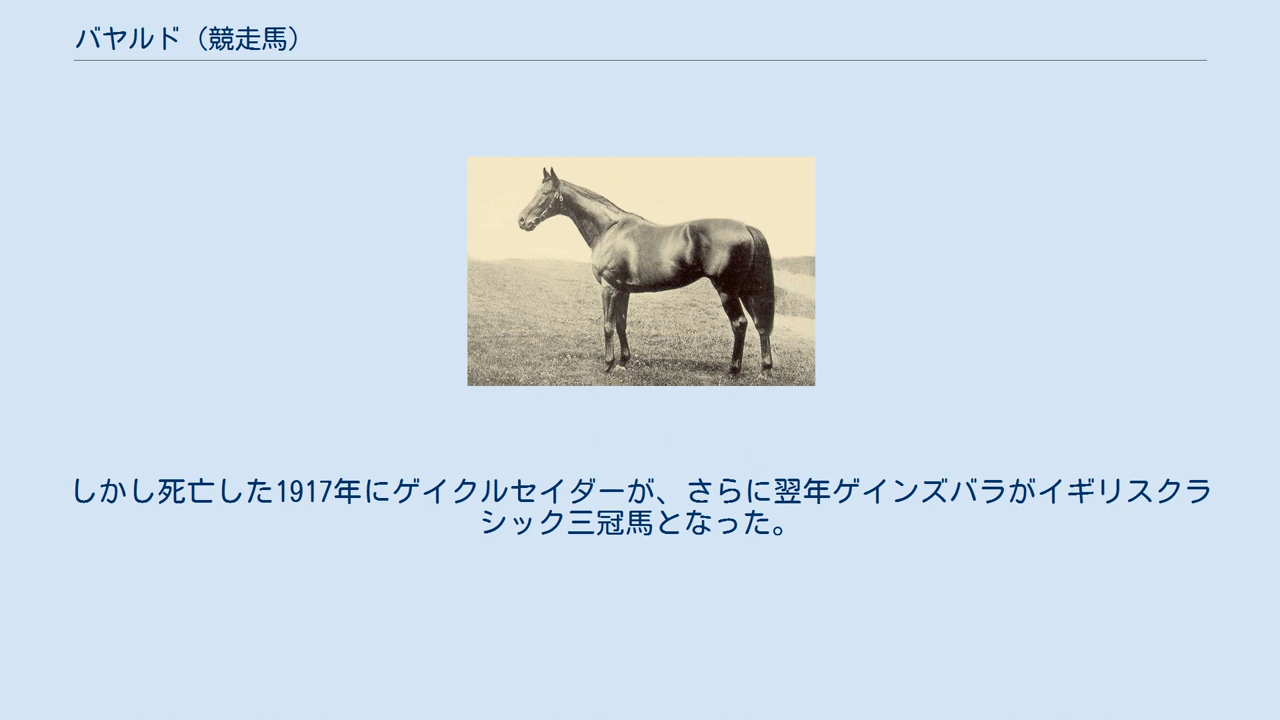 バヤルド（競走馬）
しかし死亡した1917年にゲイクルセイダーが、さらに翌年ゲインズバラがイギリスクラ
シック三冠馬となった。